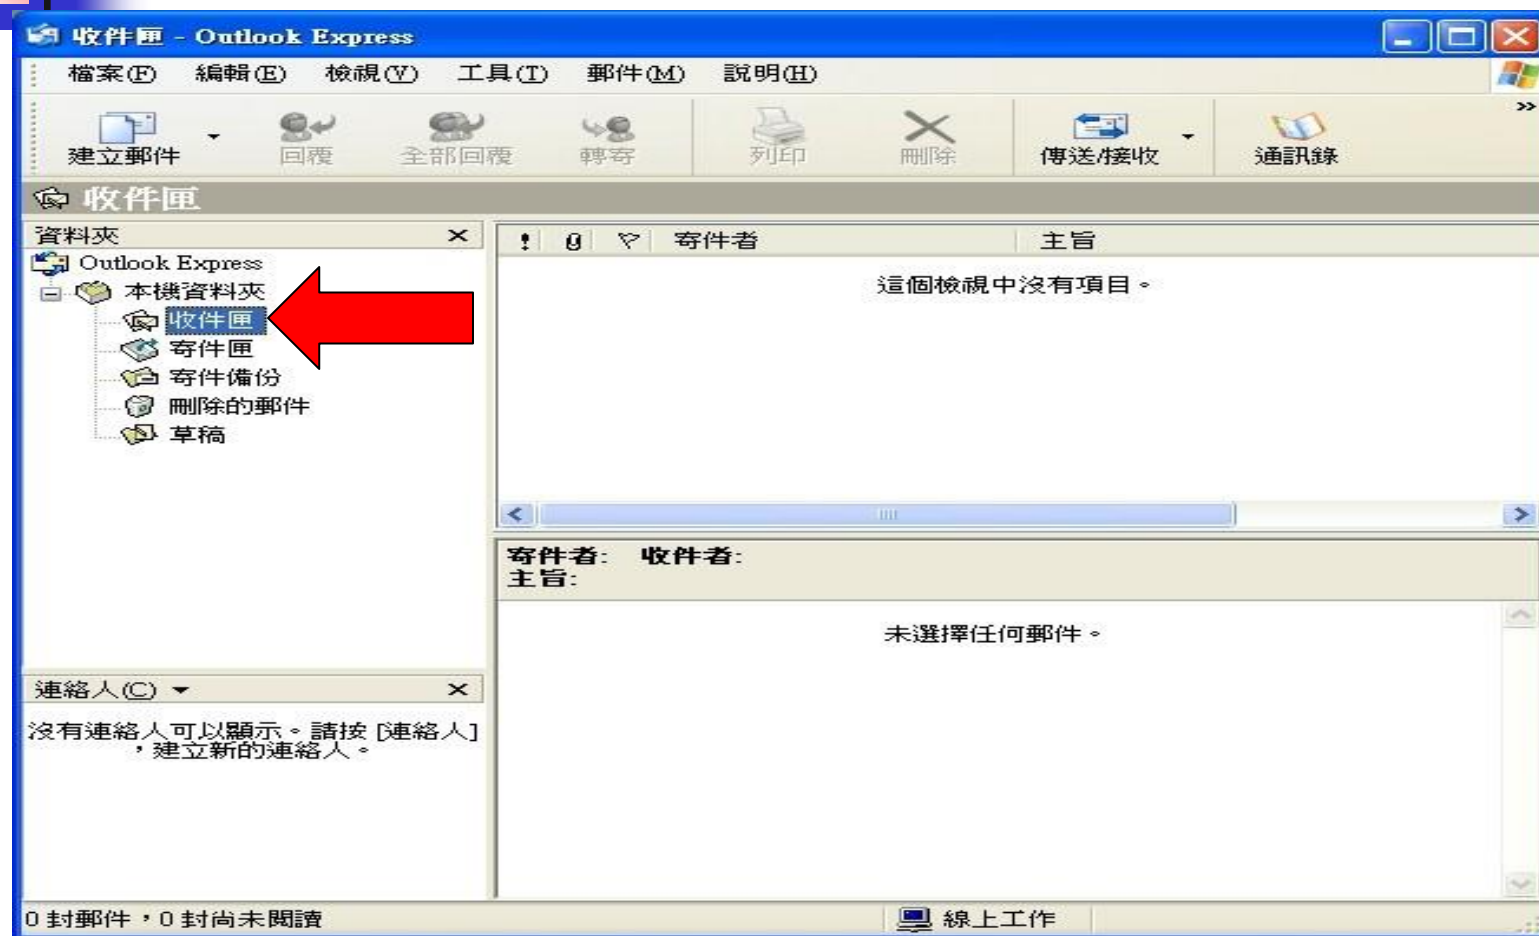 收件匣 - Outlook Express
檔案(F) 編輯(E) 檢視(V) 工具(T) 郵件(M) 說明(H)
建立郵件 回覆 全部回覆 轉寄 列印 刪除 傳送/接收 通訊錄
收件匣
資料夾
Outlook Express
本機資料夾
收件匣
寄件匣
寄件備份
刪除的郵件
草稿
寄件者 主旨
這個檢視中沒有項目。
寄件者: 收件者:
主旨:
未選擇任何郵件。
連絡人(C)
沒有連絡人可以顯示。請按 [連絡人]
，建立新的連絡人。
0 封郵件，0 封尚未閱讀 線上工作